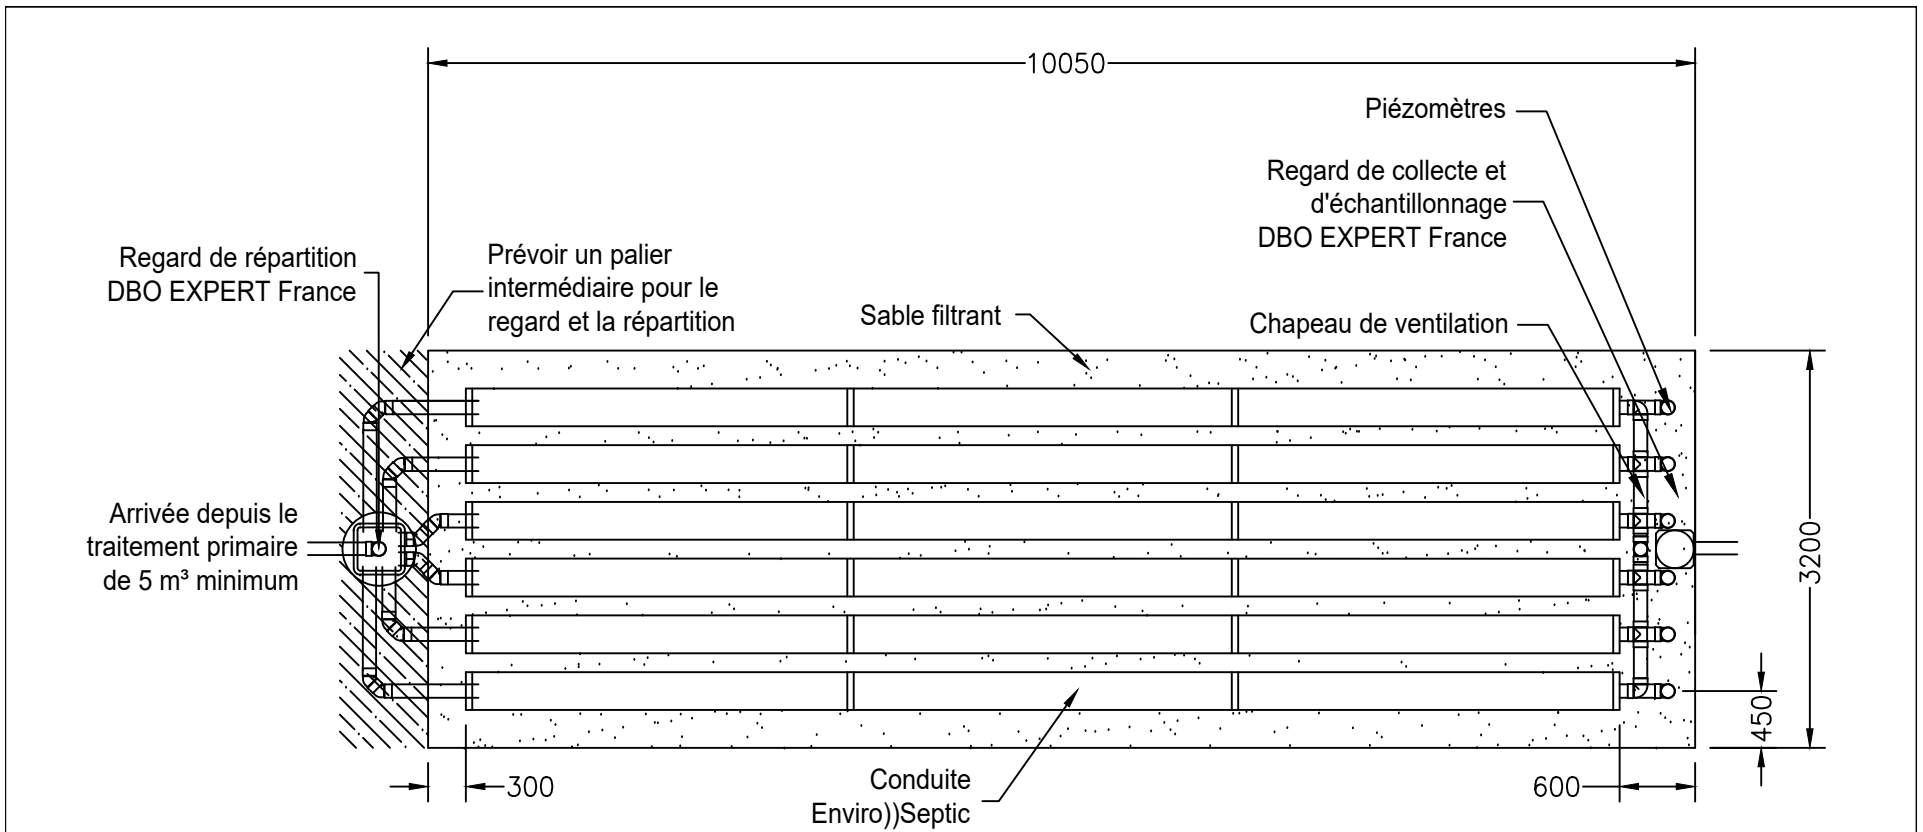 10050
Piézomètres
Regard de collecte et
d'échantillonnage
DBO EXPERT France
Regard de répartition
DBO EXPERT France
Prévoir un palier
intermédiaire pour le
regard et la répartition
Sable filtrant
Chapeau de ventilation
Arrivée depuis le
traitement primaire
de 5 m³ minimum
3200
450
300
Conduite
Enviro))Septic
600